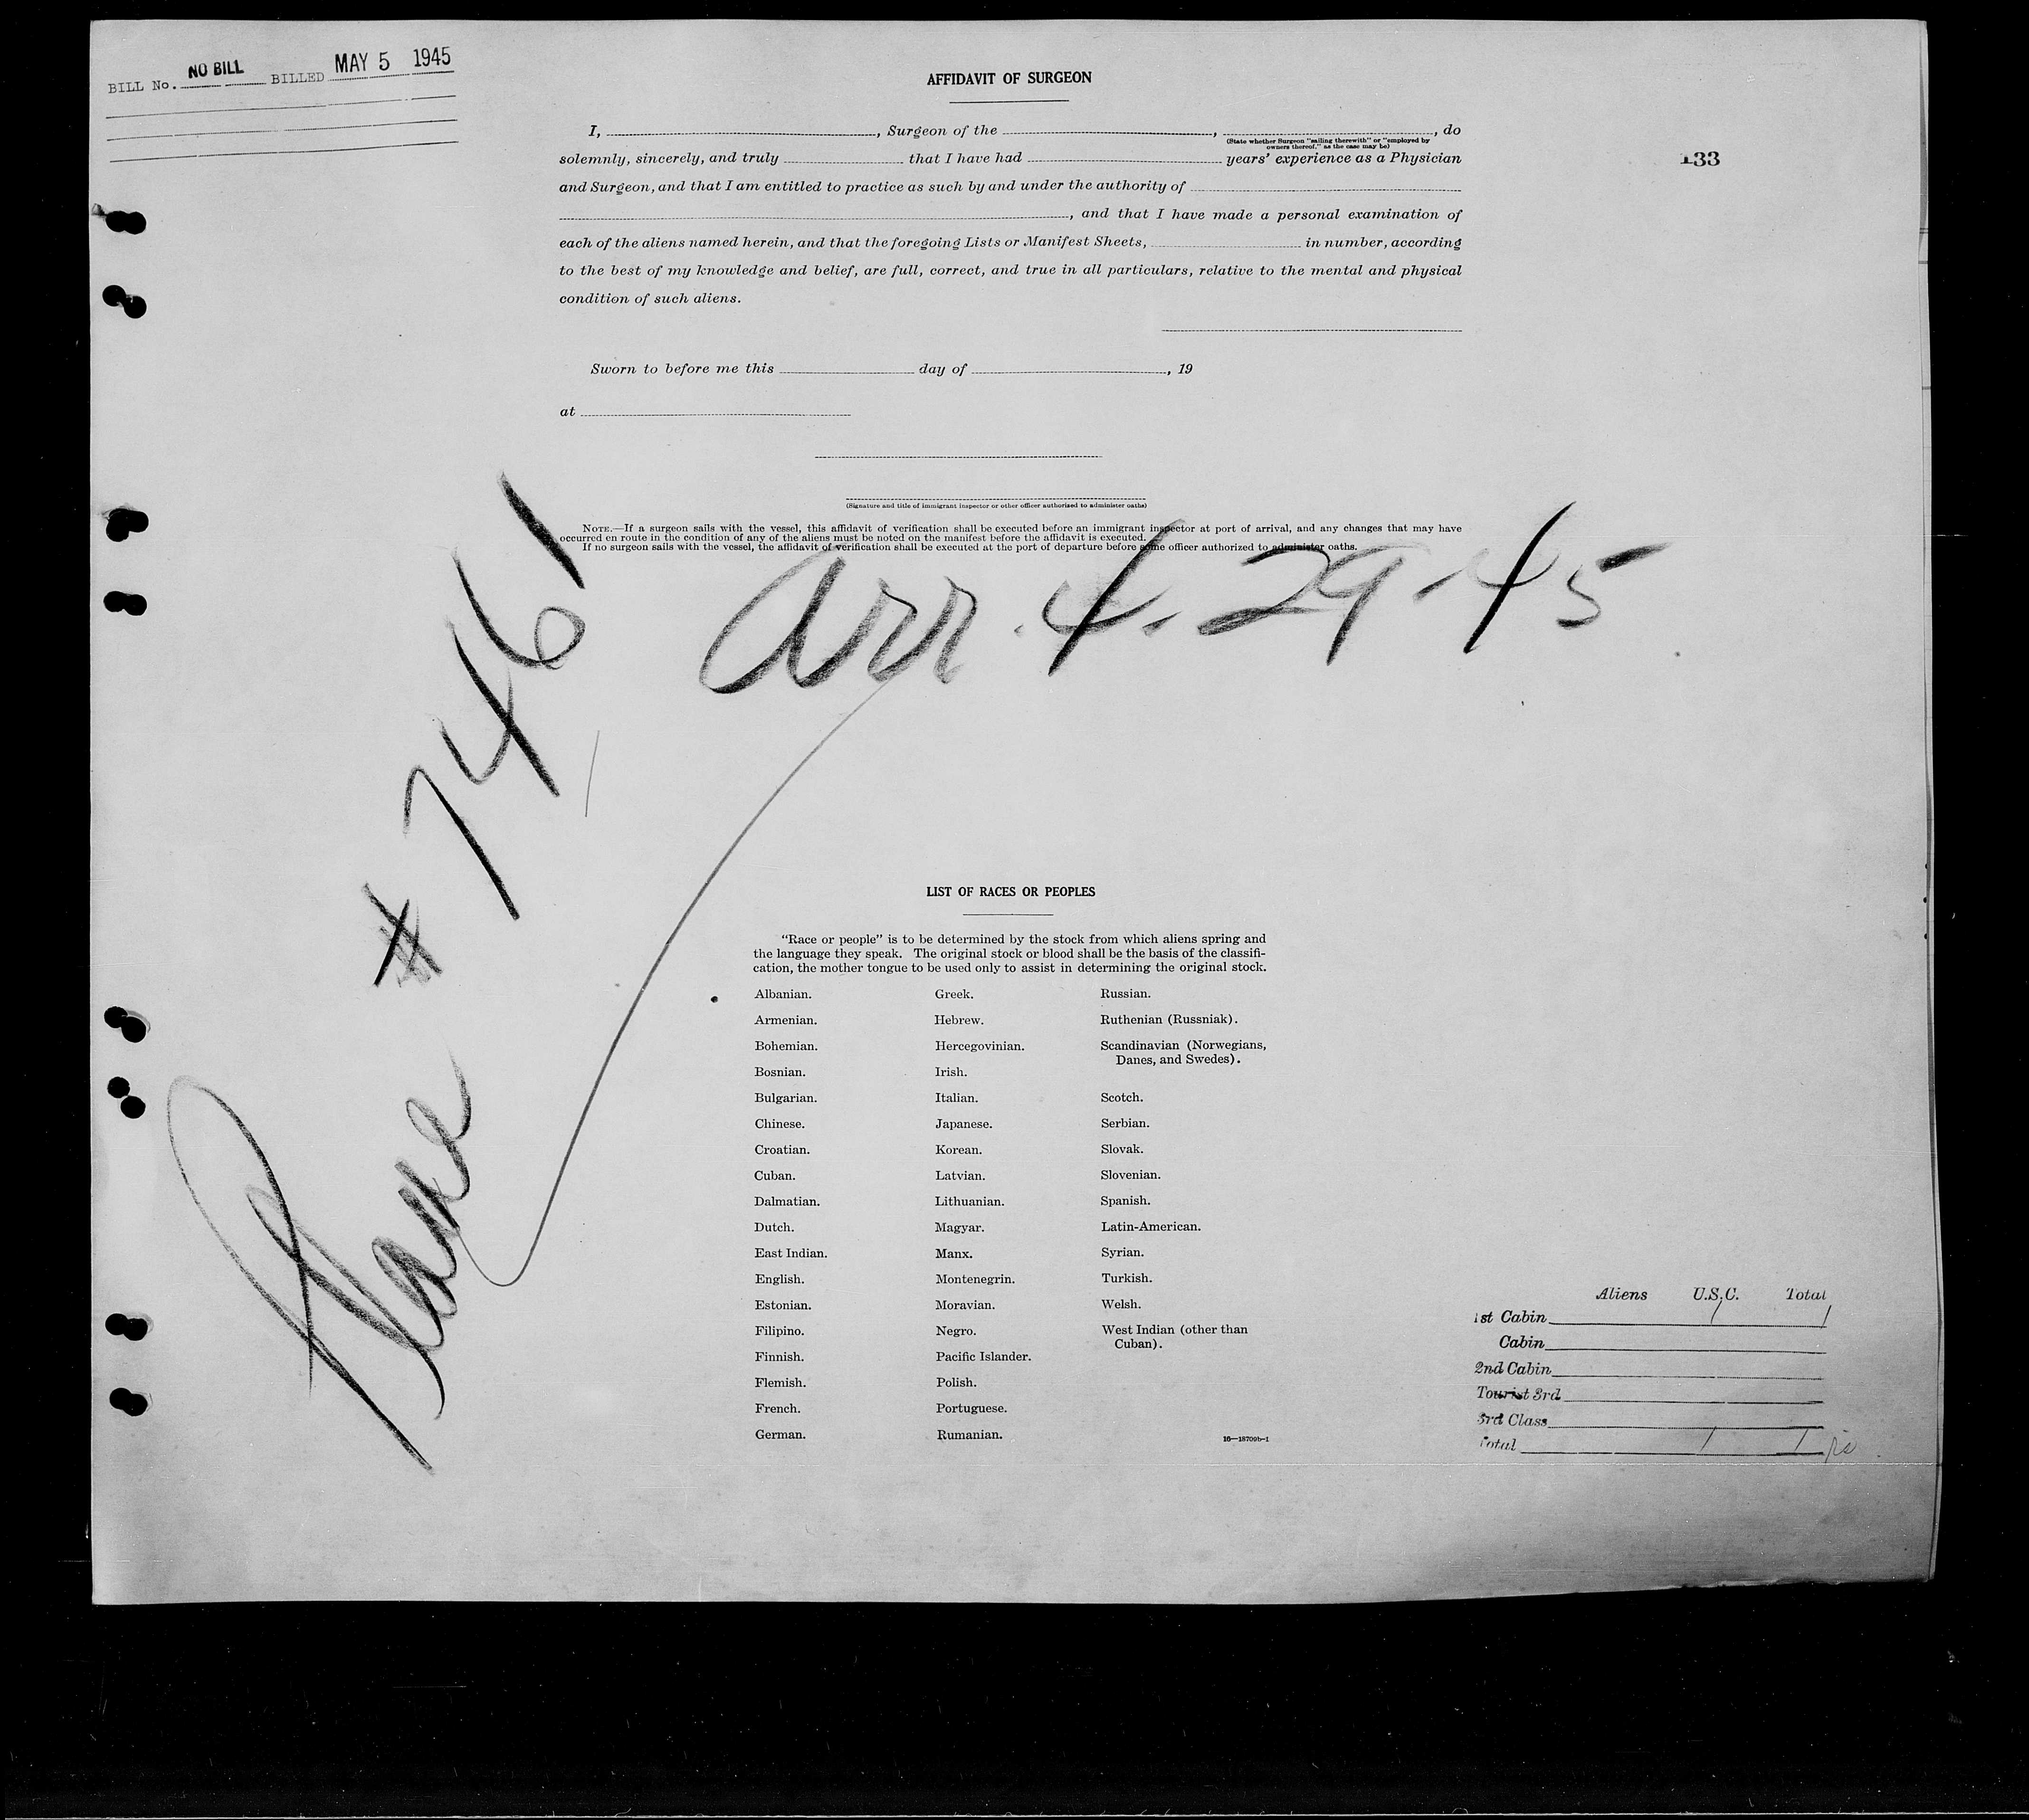 BILL No. NO BILL BILLED MAY 5 1945
AFFIDAVIT OF SURGEON
133
I, , Surgeon of the , , do
(State whether Surgeon "sailing therewith" or "employed by
owners thereof," as the case may be)
solemnly, sincerely, and truly that I have had years' experience as a Physician
and Surgeon, and that I am entitled to practice as such by and under the authority of
, and that I have made a personal examination of
each of the aliens named herein, and that the foregoing Lists or Manifest Sheets, in number, according
to the best of my knowledge and belief, are full, correct, and true in all particulars, relative to the mental and physical
condition of such aliens.
Sworn to before me this day of , 19
at
(Signature and title of immigrant inspector or other officer authorized to administer oaths)
NOTE.—If a surgeon sails with the vessel, this affidavit of verification shall be executed before an immigrant inspector at port of arrival, and any changes that may have
occurred en route in the condition of any of the aliens must be noted on the manifest before the affidavit is executed.
If no surgeon sails with the vessel, the affidavit of verification shall be executed at the port of departure before some officer authorized to administer oaths.
Arr. 4-29-45
Plane # 7461
LIST OF RACES OR PEOPLES
"Race or people" is to be determined by the stock from which aliens spring and
the language they speak. The original stock or blood shall be the basis of the classifi-
cation, the mother tongue to be used only to assist in determining the original stock.
Albanian. Greek. Russian.
Armenian. Hebrew. Ruthenian (Russniak).
Bohemian. Hercegovinian. Scandinavian (Norwegians,
Danes, and Swedes).
Bosnian. Irish.
Bulgarian. Italian. Scotch.
Chinese. Japanese. Serbian.
Croatian. Korean. Slovak.
Cuban. Latvian. Slovenian.
Dalmatian. Lithuanian. Spanish.
Dutch. Magyar. Latin-American.
East Indian. Manx. Syrian.
English. Montenegrin. Turkish.
Estonian. Moravian. Welsh.
Filipino. Negro. West Indian (other than
Cuban).
Finnish. Pacific Islander.
Flemish. Polish.
French. Portuguese.
German. Rumanian.
16—18709b-1
Aliens U.S.C. Total
1st Cabin 1 1
Cabin
2nd Cabin
Tourist 3rd
3rd Class
Total 1 1